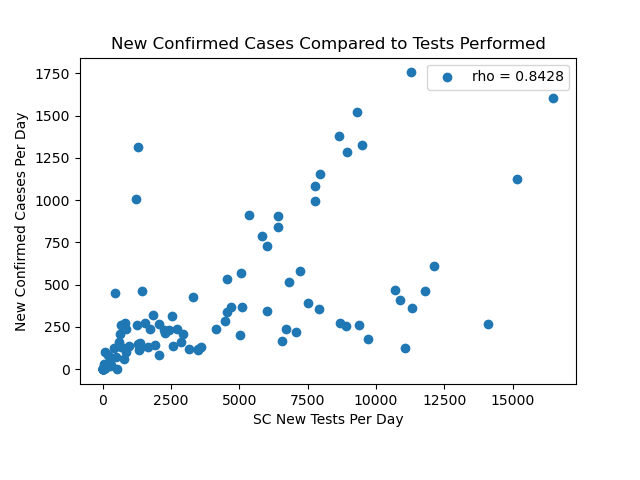 New Confirmed Cases Compared to Tests Performed
rho = 0.8428
1750
1500
1250
1000
750
500
250
0
New Confirmed Caeses Per Day
0 2500 5000 7500 10000 12500 15000
SC New Tests Per Day